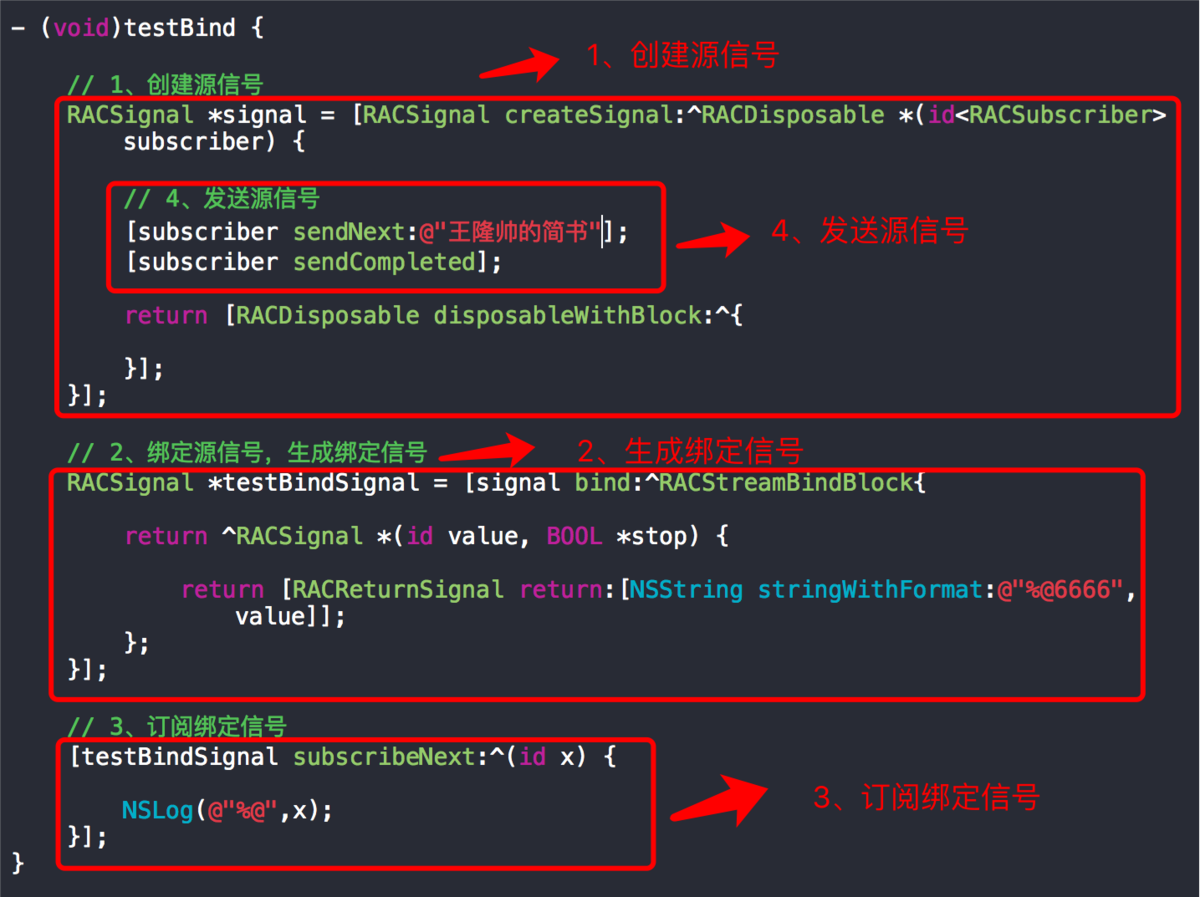 - (void)testBind {
1、创建源信号
// 1、创建源信号
RACSignal *signal = [RACSignal createSignal:^RACDisposable *(id<RACSubscriber>
subscriber) {
// 4、发送源信号
[subscriber sendNext:@"王隆帅的简书"];
4、发送源信号
[subscriber sendCompleted];
return [RACDisposable disposableWithBlock:^{
}];
}];
// 2、绑定源信号，生成绑定信号
2、生成绑定信号
RACSignal *testBindSignal = [signal bind:^RACStreamBindBlock{
return ^RACSignal *(id value, BOOL *stop) {
return [RACReturnSignal return:[NSString stringWithFormat:@"%@6666",
value]];
};
}];
// 3、订阅绑定信号
[testBindSignal subscribeNext:^(id x) {
3、订阅绑定信号
NSLog(@"%@",x);
}];
}